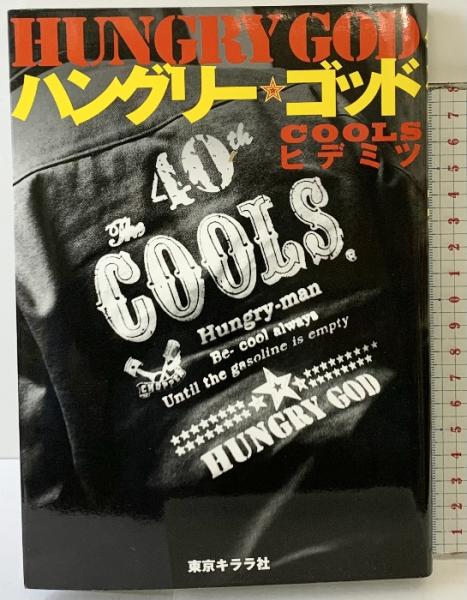 HUNGRY GOD
ハングリー★ゴッド
COOLS
ヒデミツ
40th
The
COOLS.
Hungry-man
Be- cool always
Until the gasoline is empty
HUNGRY GOD
東京キララ社